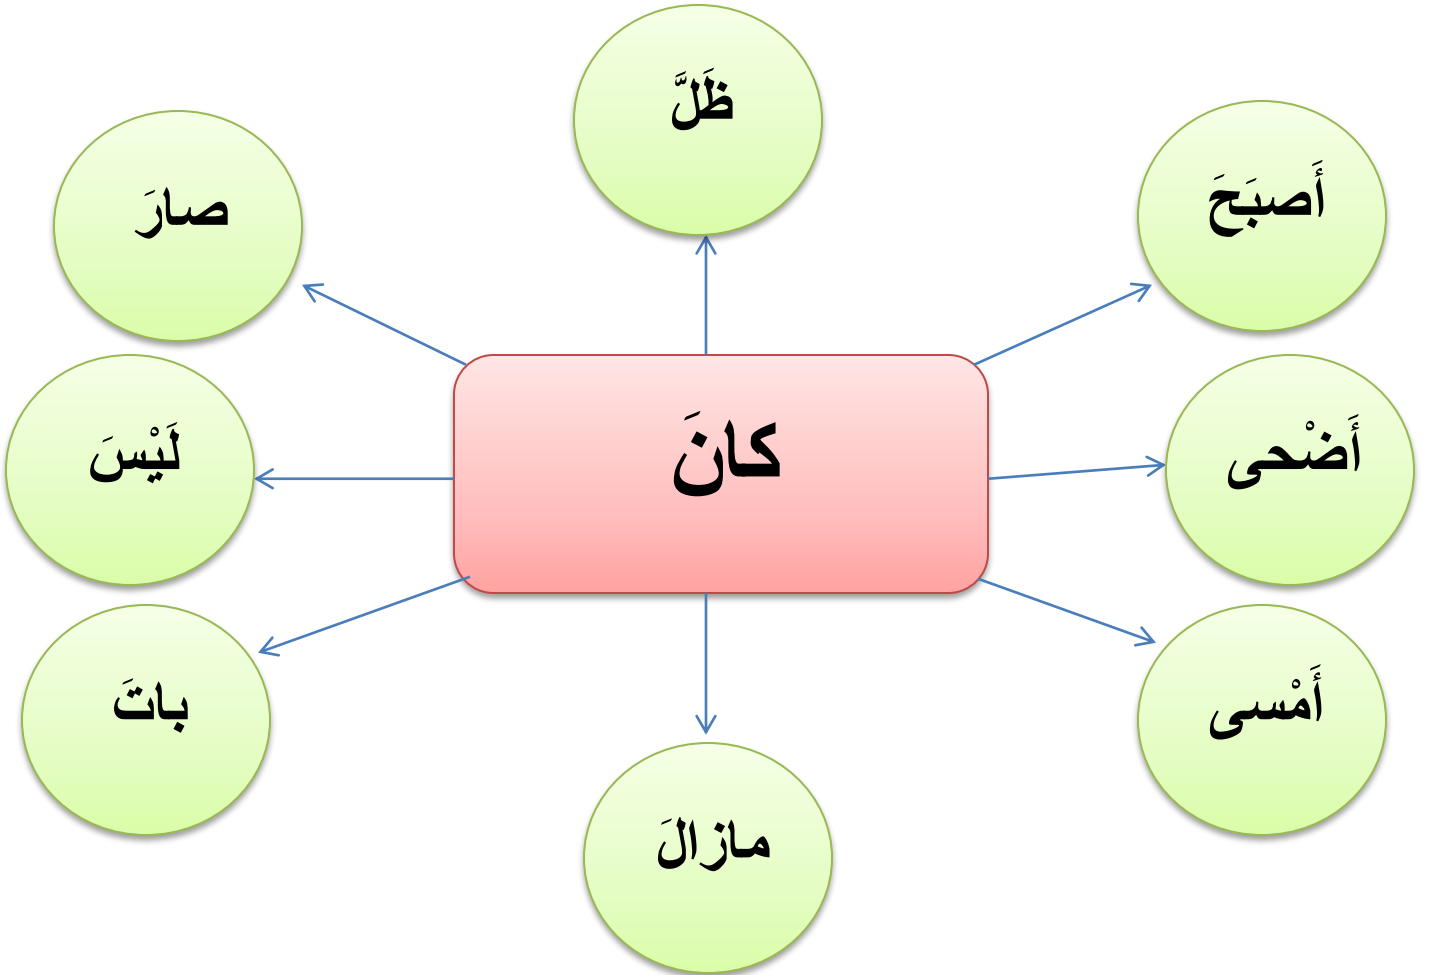 ظَلَّ
أَصبَحَ
صارَ
كانَ
أَضْحى
لَيْسَ
أَمْسى
باتَ
مازالَ